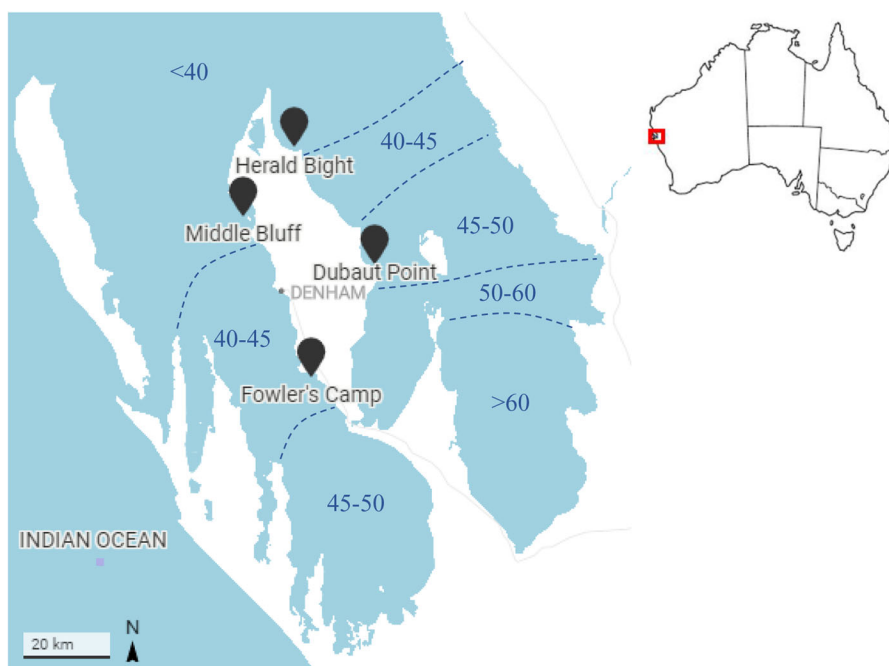 <40
Herald Bight
40-45
Middle Bluff
45-50
Dubaut Point
DENHAM
50-60
40-45
Fowler's Camp
>60
45-50
INDIAN OCEAN
20 km
N